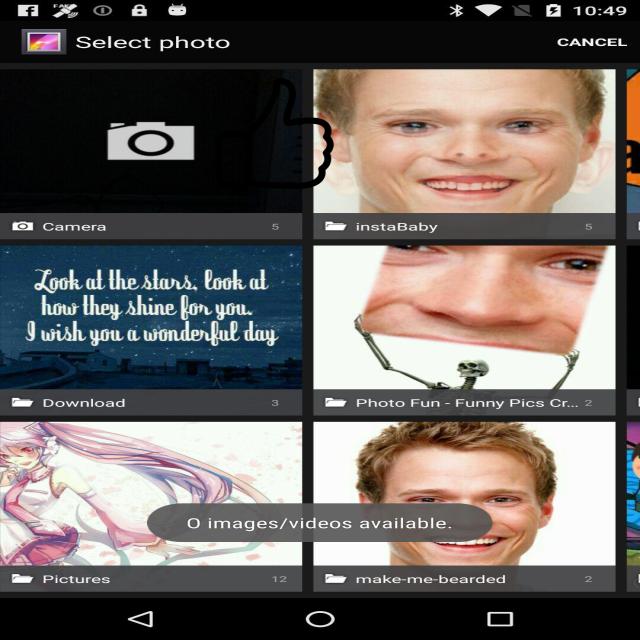 10:49
Select photo
CANCEL
Camera 5
instaBaby 5
Look at the stars, look at
how they shine for you.
I wish you a wonderful day
Download 3
Photo Fun - Funny Pics Cr... 2
0 images/videos available.
Pictures 12
make-me-bearded 2